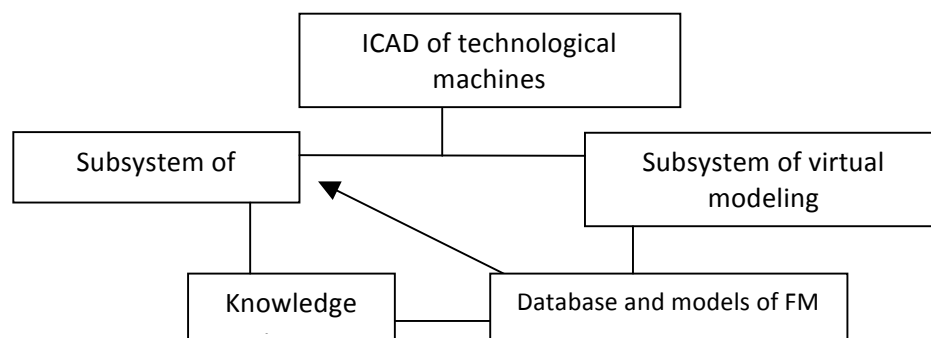 ICAD of technological
machines
Subsystem of
Subsystem of virtual
modeling
Knowledge
Database and models of FM